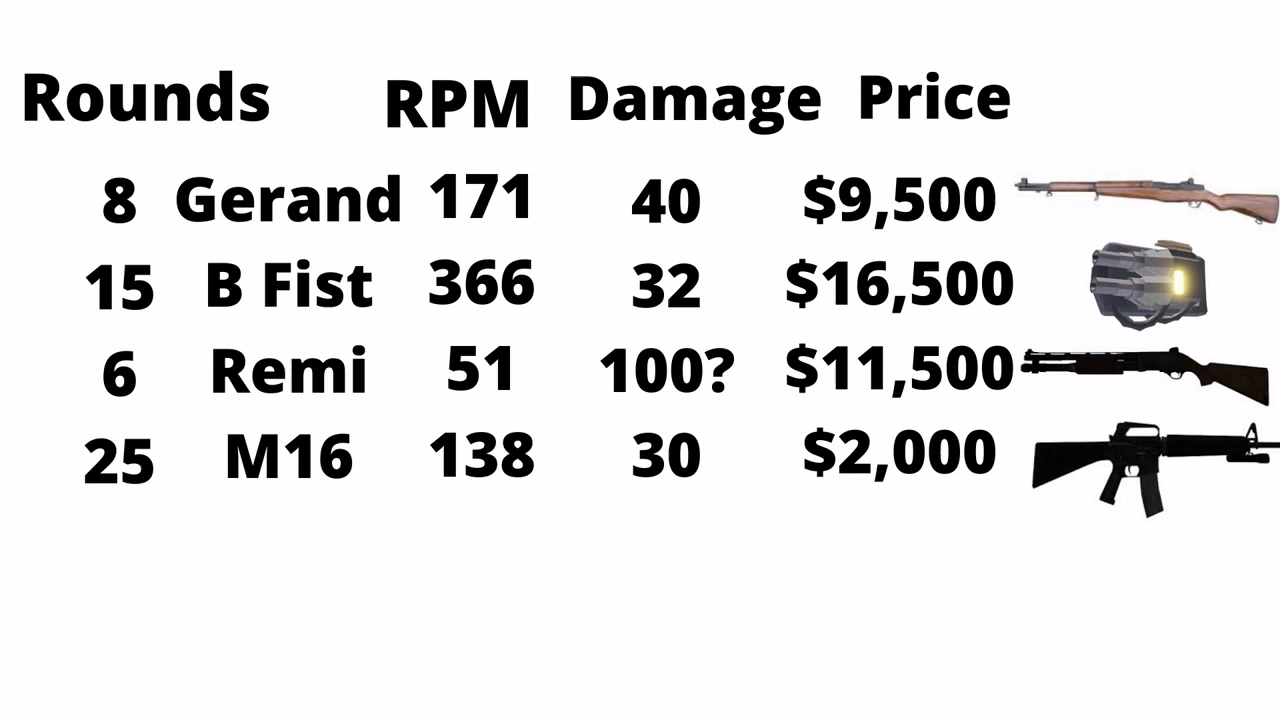 Rounds RPM Damage Price
8 Gerand 171 40 $9,500
15 B Fist 366 32 $16,500
6 Remi 51 100? $11,500
25 M16 138 30 $2,000